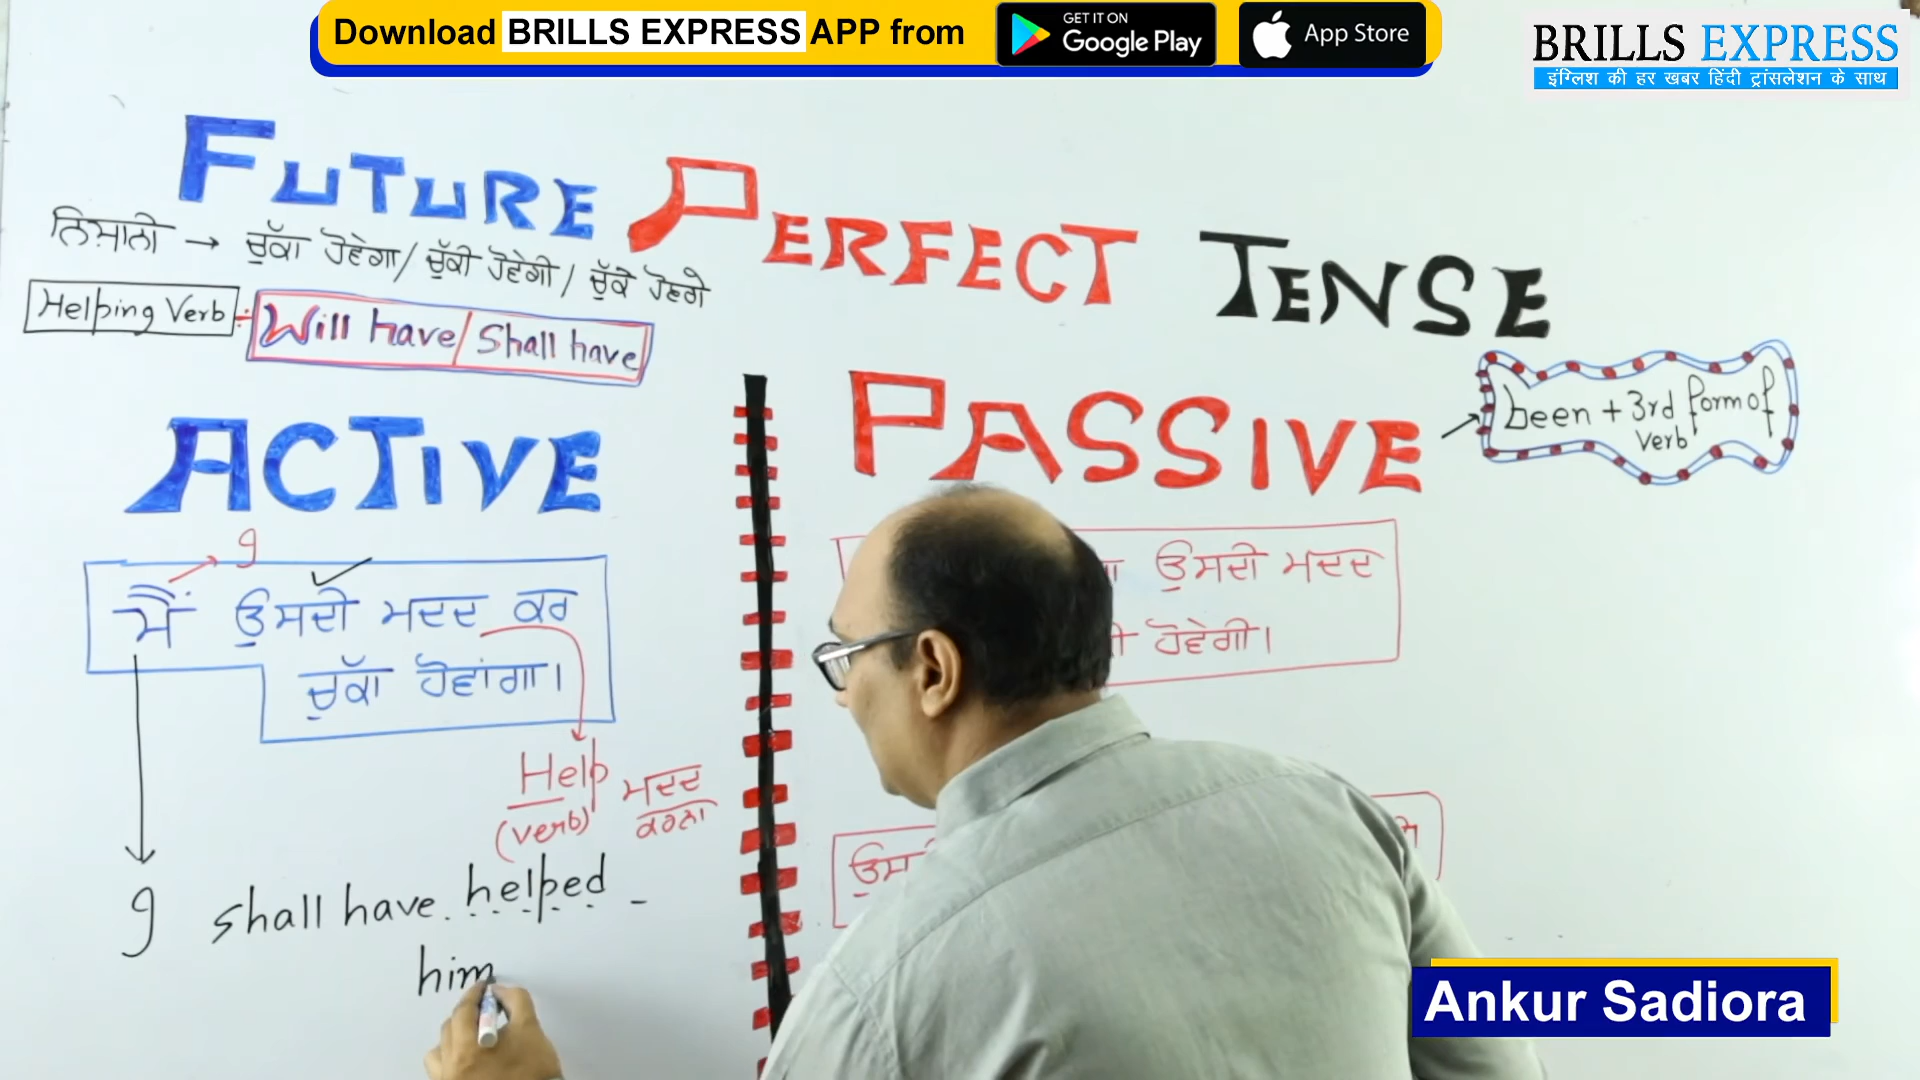 Download BRILLS EXPRESS APP from
GET IT ON
Google Play
App Store
BRILLS EXPRESS
इंग्लिश की हर खबर हिंदी ट्रांसलेशन के साथ
FUTURE PERFECT TENSE
ਨਿਸ਼ਾਨੀ → ਚੁੱਕਾ ਹੋਵੇਗਾ/ ਚੁੱਕੀ ਹੋਵੇਗੀ/ ਚੁੱਕੇ ਹੋਣਗੇ
Helping Verb : Will have/ Shall have
ACTIVE
PASSIVE → been + 3rd form of
verb
I
ਮੈਂ ਉਸਦੀ ਮਦਦ ਕਰ
ਚੁੱਕਾ ਹੋਵਾਂਗਾ।
ਉਸਦੀ ਮਦਦ
ਹੋਵੇਗੀ।
Help
(verb)
ਮਦਦ
ਕਰਨਾ
I shall have helped
him
Ankur Sadiora